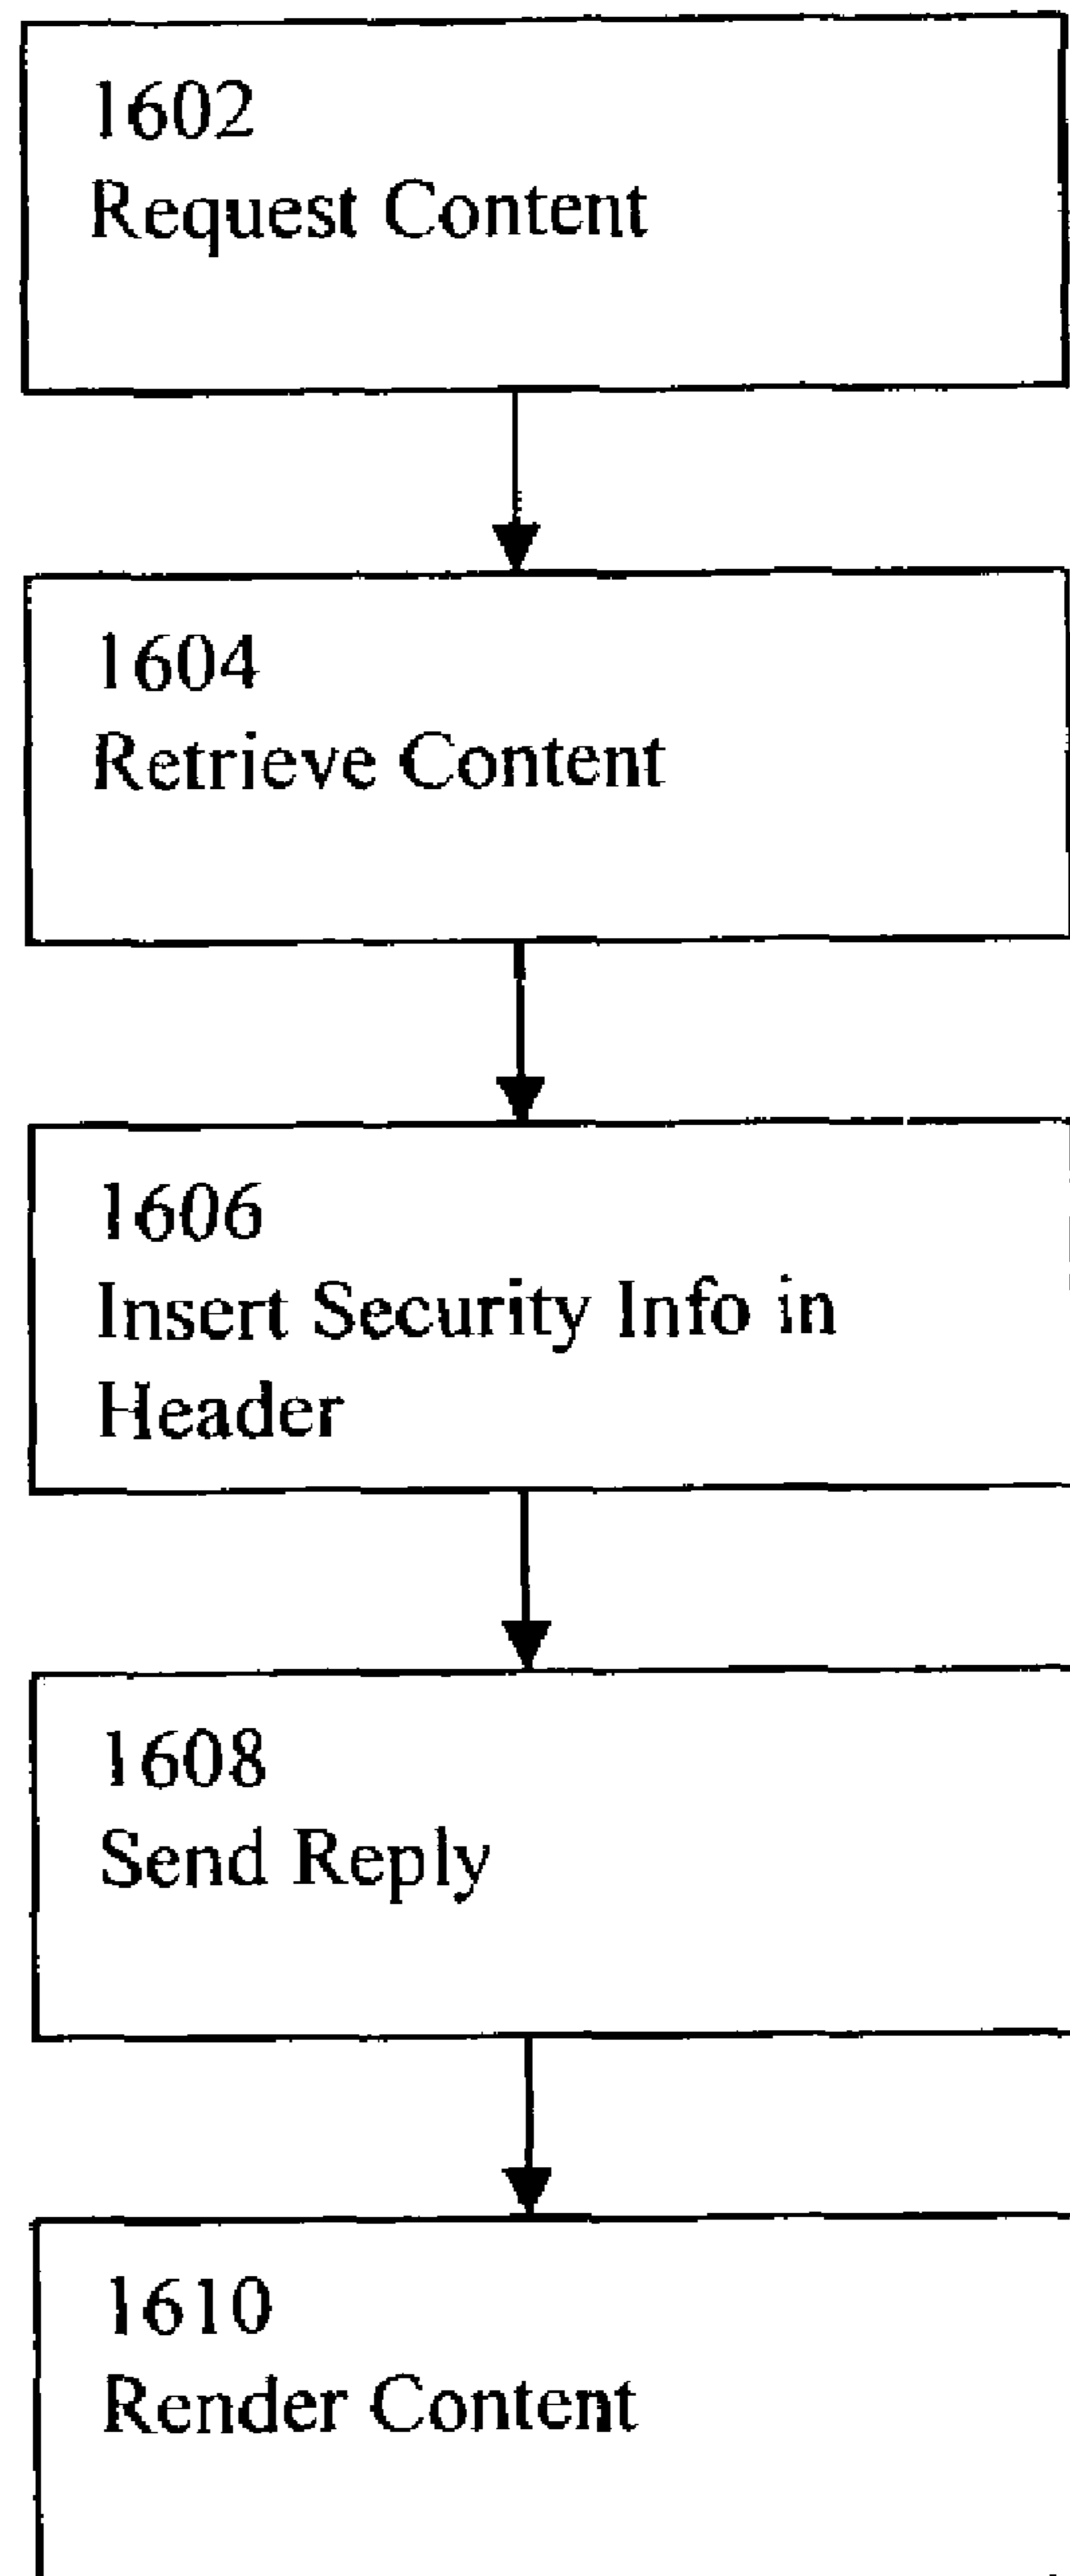 1602
Request Content
1604
Retrieve Content
1606
Insert Security Info in
Header
1608
Send Reply
1610
Render Content